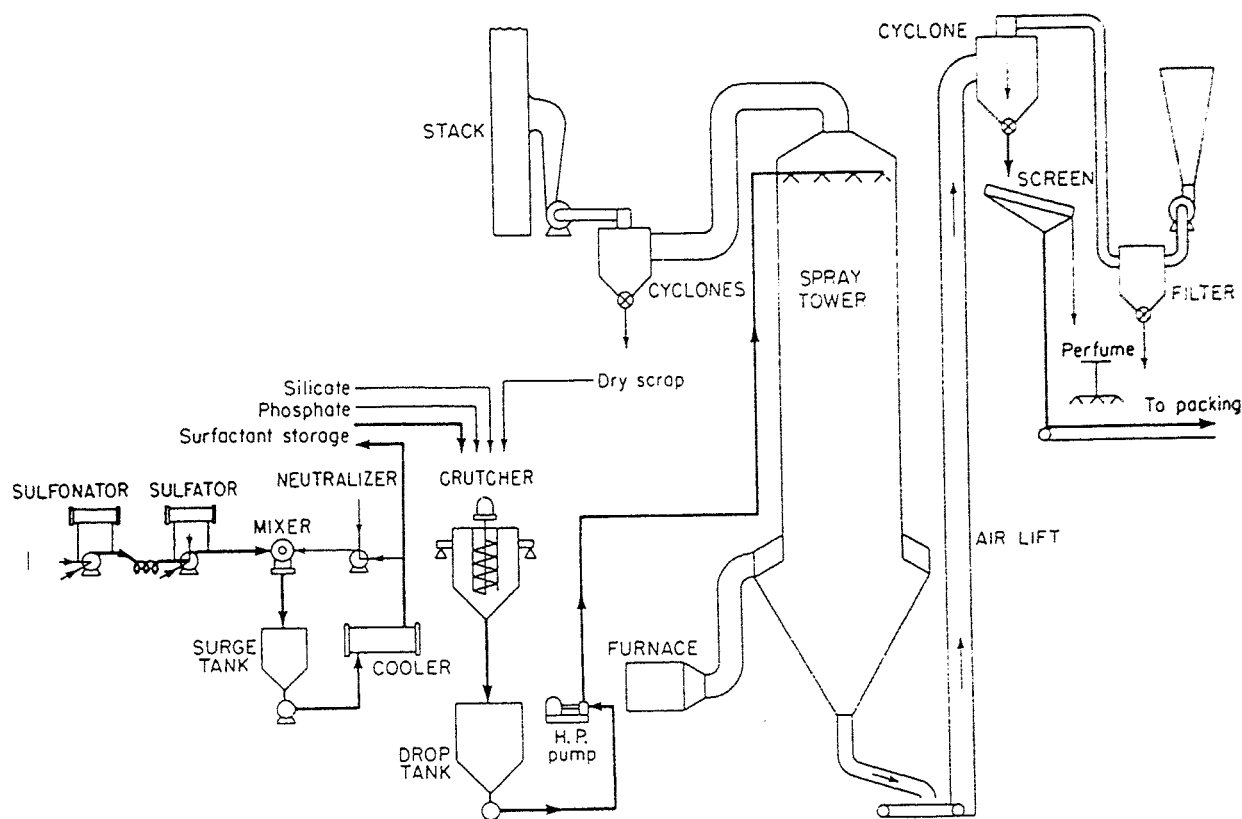 CYCLONE
STACK
SCREEN
SPRAY
TOWER
CYCLONES
FILTER
Perfume
To packing
Silicate
Dry scrap
Phosphate
Surfactant storage
NEUTRALIZER
CRUTCHER
SULFONATOR
SULFATOR
MIXER
AIR LIFT
SURGE
TANK
COOLER
FURNACE
H. P.
pump
DROP
TANK